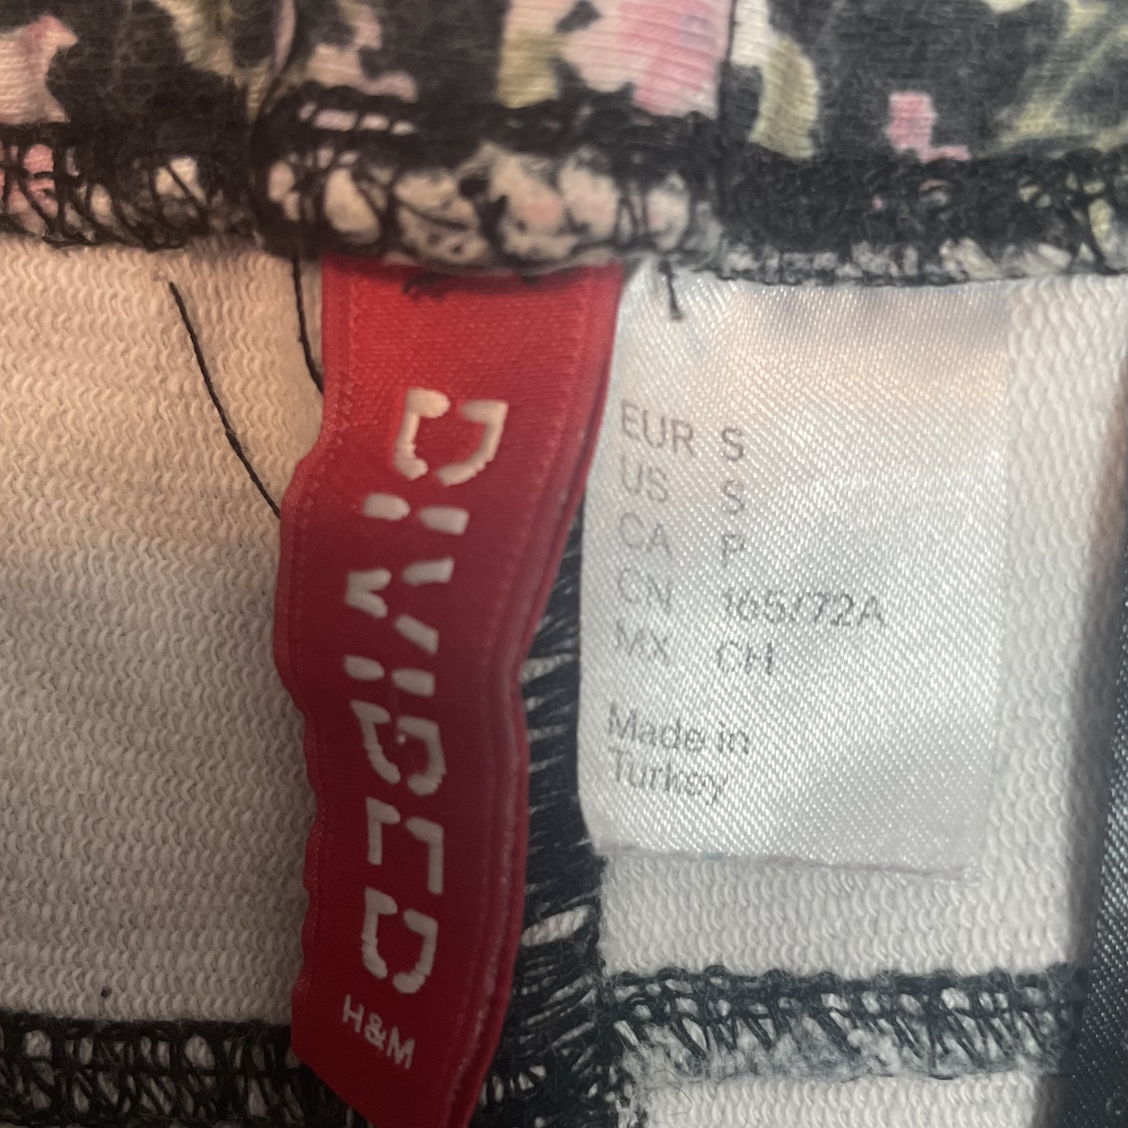 DIVIDED
H&M
EUR S
US S
CA P
CN 165/72A
MX CH
Made in
Turkey